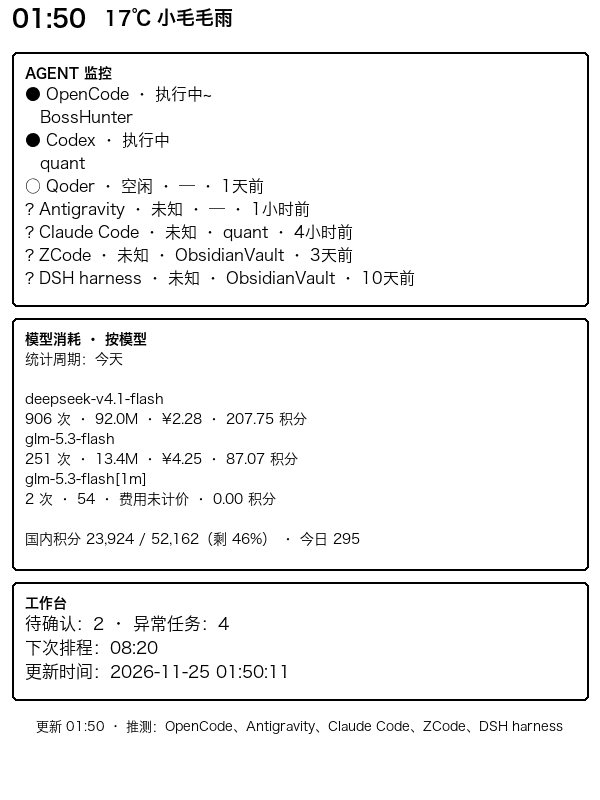 01:50 17℃ 小毛毛雨
AGENT 监控
● OpenCode · 执行中~
BossHunter
● Codex · 执行中
quant
○ Qoder · 空闲 · — · 1天前
? Antigravity · 未知 · — · 1小时前
? Claude Code · 未知 · quant · 4小时前
? ZCode · 未知 · ObsidianVault · 3天前
? DSH harness · 未知 · ObsidianVault · 10天前
模型消耗 · 按模型
统计周期：今天
deepseek-v4.1-flash
906 次 · 92.0M · ¥2.28 · 207.75 积分
glm-5.3-flash
251 次 · 13.4M · ¥4.25 · 87.07 积分
glm-5.3-flash[1m]
2 次 · 54 · 费用未计价 · 0.00 积分
国内积分 23,924 / 52,162（剩 46%） · 今日 295
工作台
待确认：2 · 异常任务：4
下次排程：08:20
更新时间：2026-11-25 01:50:11
更新 01:50 · 推测：OpenCode、Antigravity、Claude Code、ZCode、DSH harness